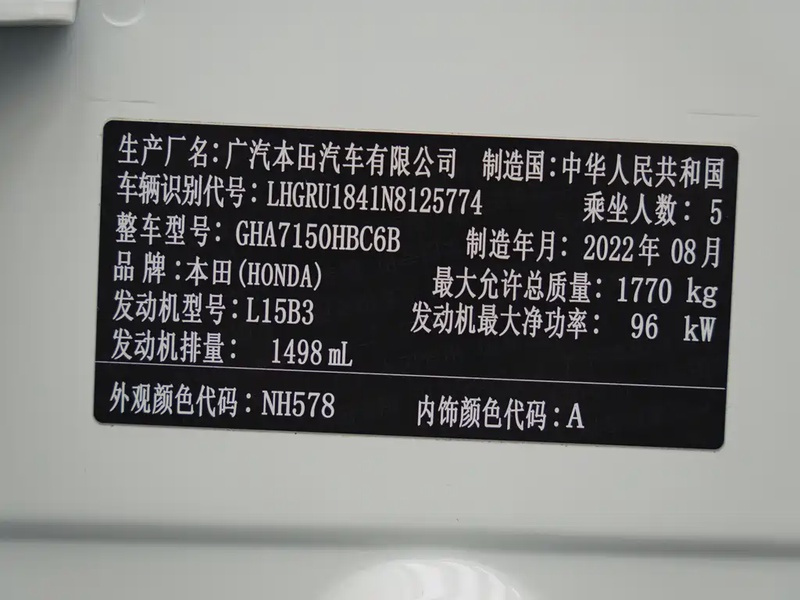 生产厂名：广汽本田汽车有限公司 制造国：中华人民共和国
车辆识别代号：LHGRU1841N8125774 乘坐人数：5
整车型号：GHA7150HBC6B 制造年月：2022年08月
品牌：本田(HONDA) 最大允许总质量：1770 kg
发动机型号：L15B3 发动机最大净功率：96 kW
发动机排量：1498 mL
外观颜色代码：NH578 内饰颜色代码：A